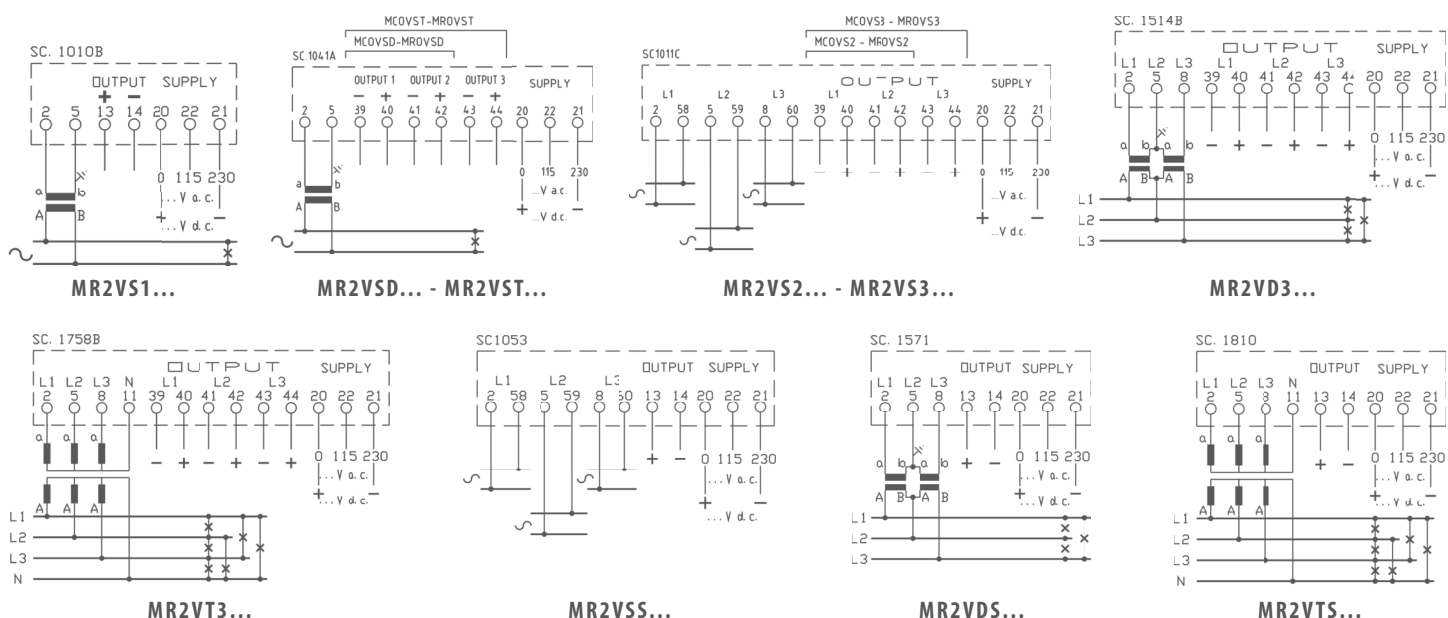 SC. 1010B
OUTPUT SUPPLY
+ −
2 5 13 14 20 22 21
a b
A B
0 115 230
...V a.c.
+ −
...V d.c.
MR2VS1...
MCOVST-MROVST
MCOVSD-MROVSD
SC.1041A
OUTPUT 1 OUTPUT 2 OUTPUT 3 SUPPLY
− + − + − +
2 5 39 40 41 42 43 44 20 22 21
a b
A B
0 115 230
...V a.c.
+ −
...V d.c.
MR2VSD... - MR2VST...
MCOVS3 - MROVS3
MCOVS2 - MROVS2
SC1011C
OUTPUT SUPPLY
L1 L2 L3 L1 L2 L3
2 58 5 59 8 60 39 40 41 42 43 44 20 22 21
− + − + − +
0 115 230
...V a.c.
+ −
...V d.c.
MR2VS2... - MR2VS3...
SC. 1514B
OUTPUT SUPPLY
L1 L2 L3 L1 L2 L3
2 5 8 39 40 41 42 43 44 20 22 21
− + − + − +
a b a b
A B A B
0 115 230
...V a.c.
+ −
...V d.c.
L1
L2
L3
MR2VD3...
SC. 1758B
OUTPUT SUPPLY
L1 L2 L3 N L1 L2 L3
2 5 8 11 39 40 41 42 43 44 20 22 21
a a a
− + − + − +
0 115 230
...V a.c.
+ −
...V d.c.
A A A
L1
L2
L3
N
MR2VT3...
SC1053
OUTPUT SUPPLY
L1 L2 L3
2 58 5 59 8 60 13 14 20 22 21
+ −
0 115 230
...V a.c.
+ −
...V d.c.
MR2VSS...
SC. 1571
OUTPUT SUPPLY
L1 L2 L3
2 5 8 13 14 20 22 21
+ −
a b a b
A B A B
0 115 230
...V a.c.
+ −
...V d.c.
L1
L2
L3
MR2VDS...
SC. 1810
OUTPUT SUPPLY
L1 L2 L3 N
2 5 8 11 13 14 20 22 21
a a a
+ −
0 115 230
...V a.c.
+ −
...V d.c.
A A A
L1
L2
L3
N
MR2VTS...